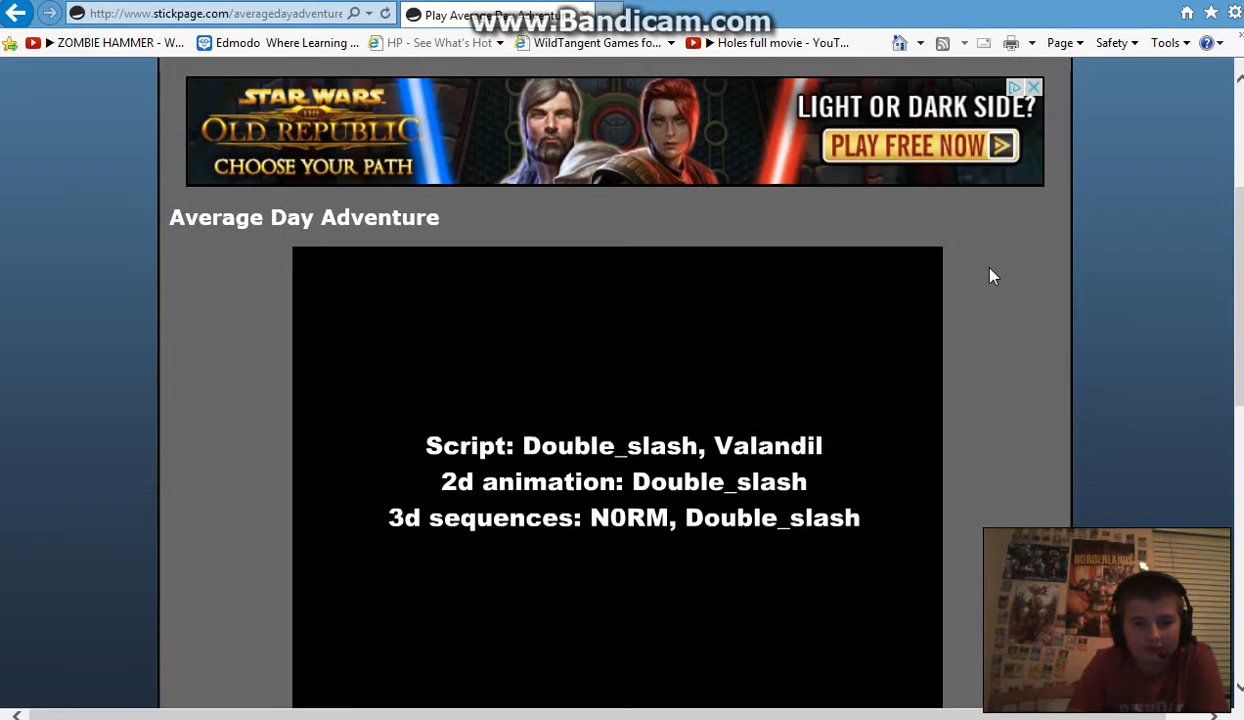 www.Bandicam.com
http://www.stickpage.com/averagedayadventure
Play Average Day Adventu
ZOMBIE HAMMER - W...
Edmodo Where Learning ...
HP - See What's Hot
WildTangent Games fo...
Holes full movie - YouT...
Page
Safety
Tools
STAR WARS
THE
OLD REPUBLIC
CHOOSE YOUR PATH
LIGHT OR DARK SIDE?
PLAY FREE NOW
Average Day Adventure
Script: Double_slash, Valandil
2d animation: Double_slash
3d sequences: N0RM, Double_slash
BORDERLANDS